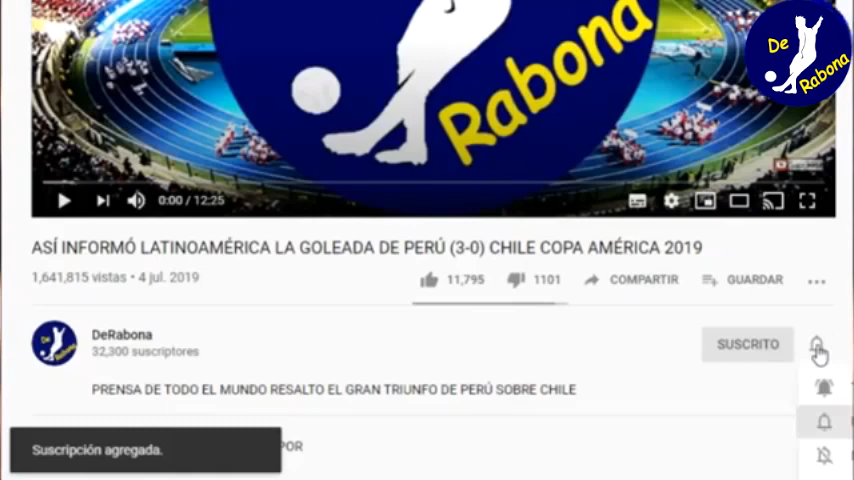 De
Rabona
Rabona
0:00 / 12:25
ASÍ INFORMÓ LATINOAMÉRICA LA GOLEADA DE PERÚ (3-0) CHILE COPA AMÉRICA 2019
1,641,815 vistas • 4 jul. 2019
11,795
1101
COMPARTIR
GUARDAR
De
Rabona
DeRabona
32,300 suscriptores
SUSCRITO
PRENSA DE TODO EL MUNDO RESALTO EL GRAN TRIUNFO DE PERÚ SOBRE CHILE
Suscripción agregada.
POR